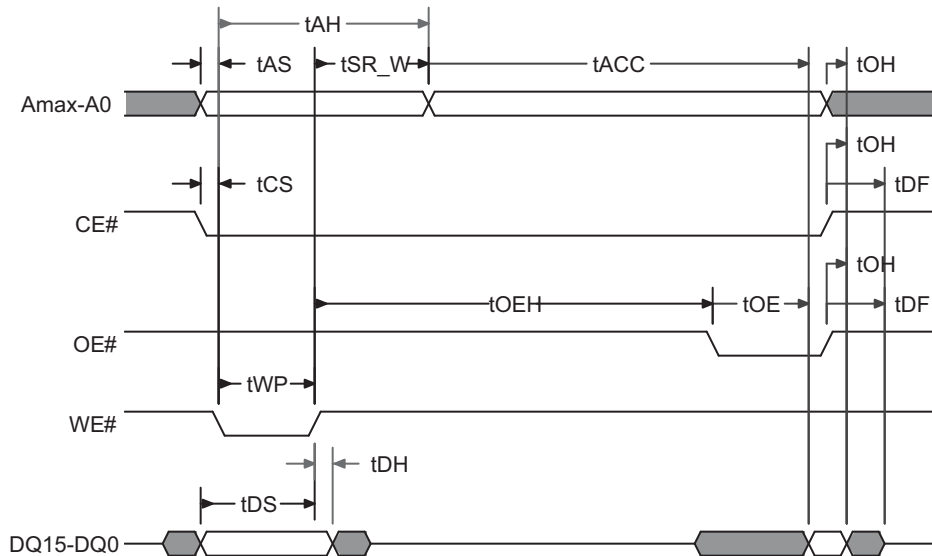 tAH
tAS tSR_W tACC tOH
Amax-A0
tOH
tCS tDF
CE#
tOH
tOEH tOE tDF
OE#
tWP
WE#
tDH
tDS
DQ15-DQ0